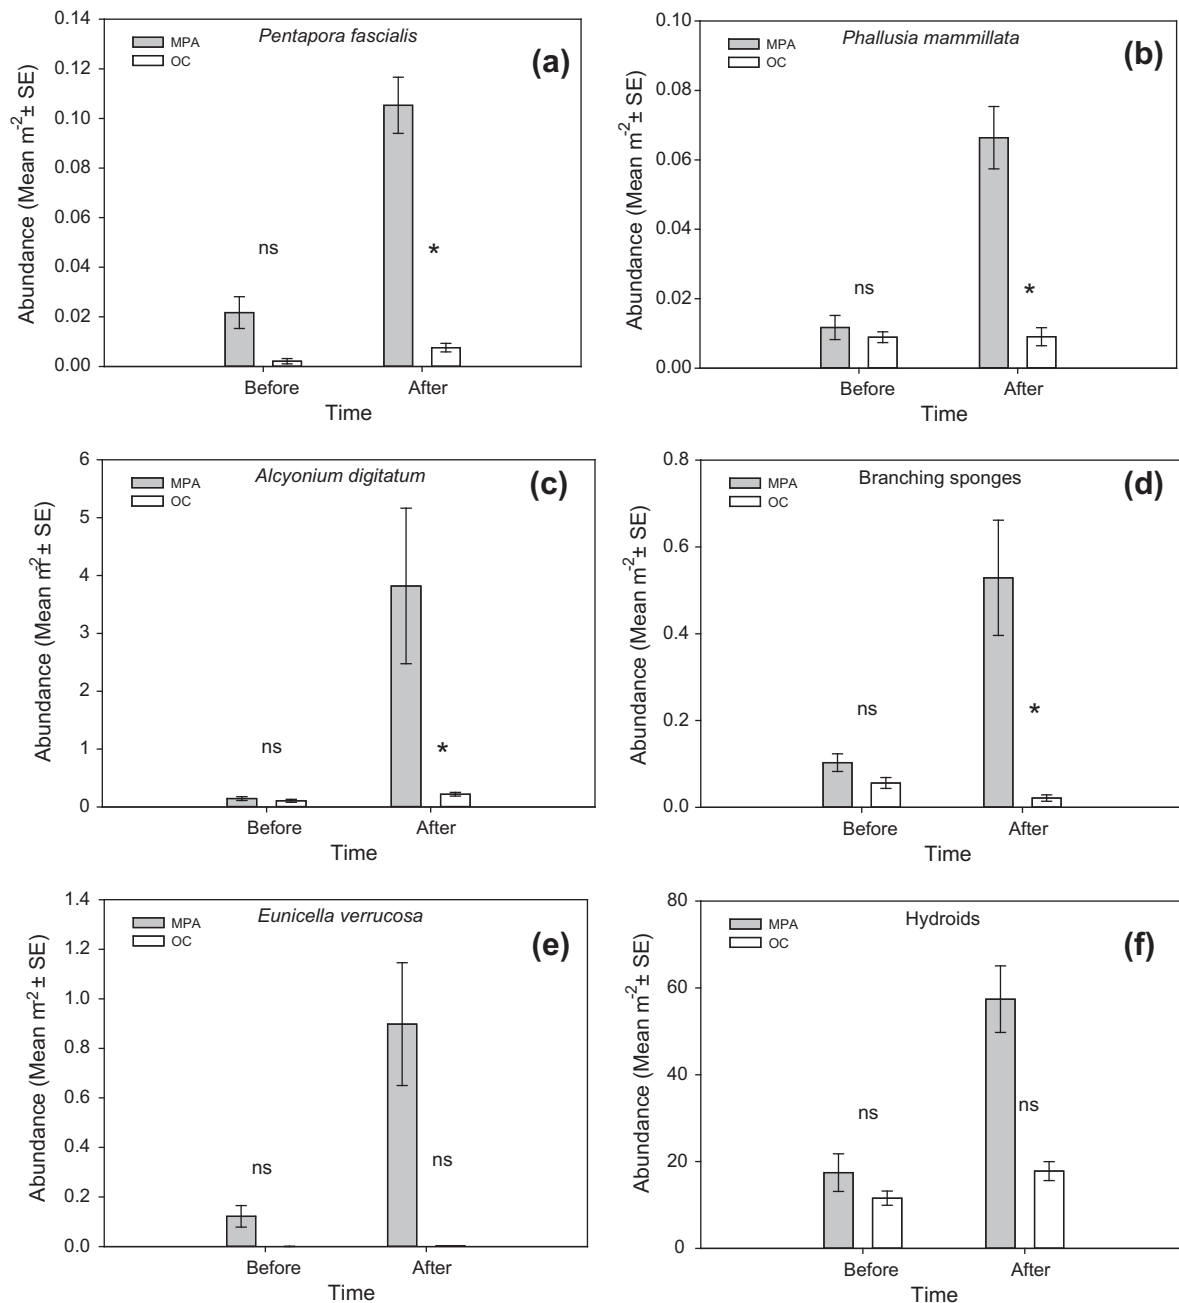 Pentapora fascialis
(a)
MPA
OC
Abundance (Mean m-2± SE)
0.14
0.12
0.10
0.08
0.06
0.04
0.02
0.00
ns
*
Before After
Time
Phallusia mammillata
(b)
MPA
OC
Abundance (Mean m-2± SE)
0.10
0.08
0.06
0.04
0.02
0.00
ns
*
Before After
Time
Alcyonium digitatum
(c)
MPA
OC
Abundance (Mean m-2± SE)
6
5
4
3
2
1
0
ns
*
Before After
Time
Branching sponges
(d)
MPA
OC
Abundance (Mean m-2± SE)
0.8
0.6
0.4
0.2
0.0
ns
*
Before After
Time
Eunicella verrucosa
(e)
MPA
OC
Abundance (Mean m-2± SE)
1.4
1.2
1.0
0.8
0.6
0.4
0.2
0.0
ns
ns
Before After
Time
Hydroids
(f)
MPA
OC
Abundance (Mean m-2± SE)
80
60
40
20
0
ns
ns
Before After
Time